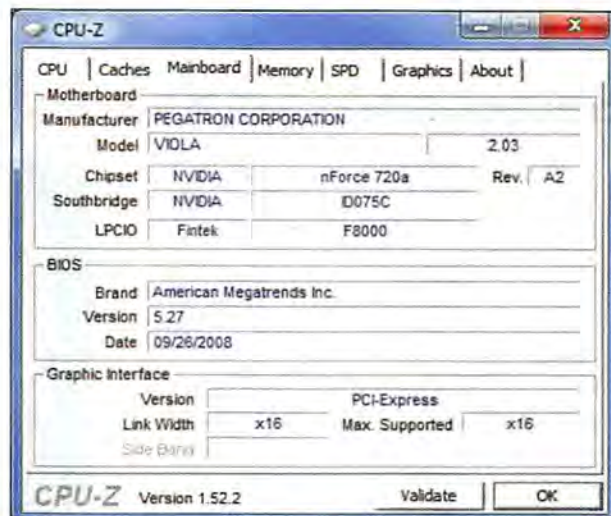 CPU-Z
CPU Caches Mainboard Memory SPD Graphics About
Motherboard
Manufacturer PEGATRON CORPORATION
Model VIOLA 2.03
Chipset NVIDIA nForce 720a Rev. A2
Southbridge NVIDIA ID075C
LPCIO Fintek F8000
BIOS
Brand American Megatrends Inc.
Version 5.27
Date 09/26/2008
Graphic Interface
Version PCI-Express
Link Width x16 Max. Supported x16
Side Band
CPU-Z Version 1.52.2 Validate OK